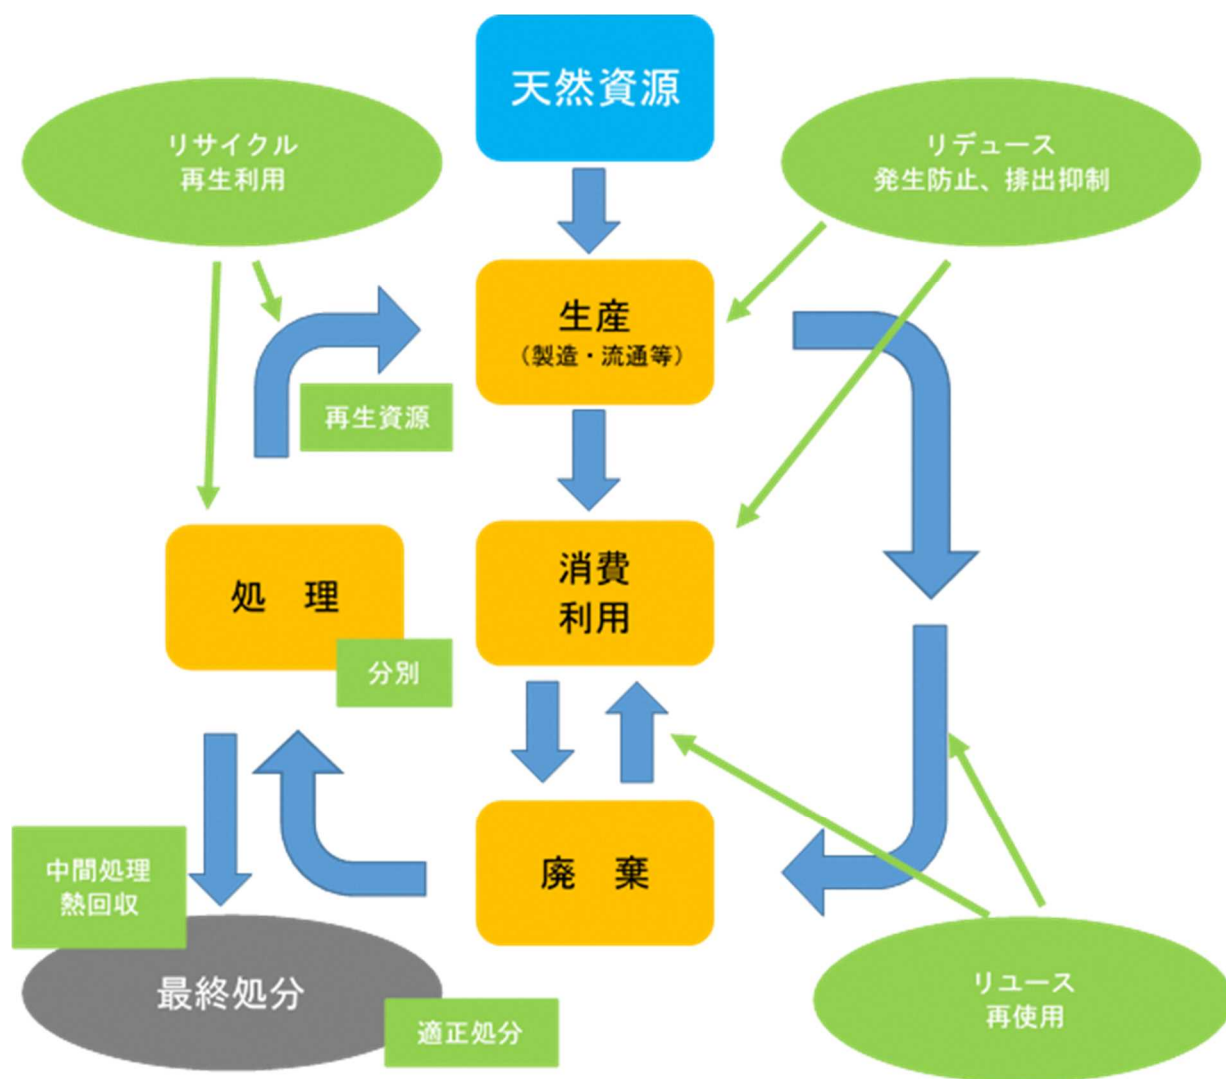 天然資源
リサイクル
再生利用
リデュース
発生防止、排出抑制
生産
（製造・流通等）
再生資源
処　理
消費
利用
分別
中間処理
熱回収
廃　棄
最終処分
適正処分
リユース
再使用